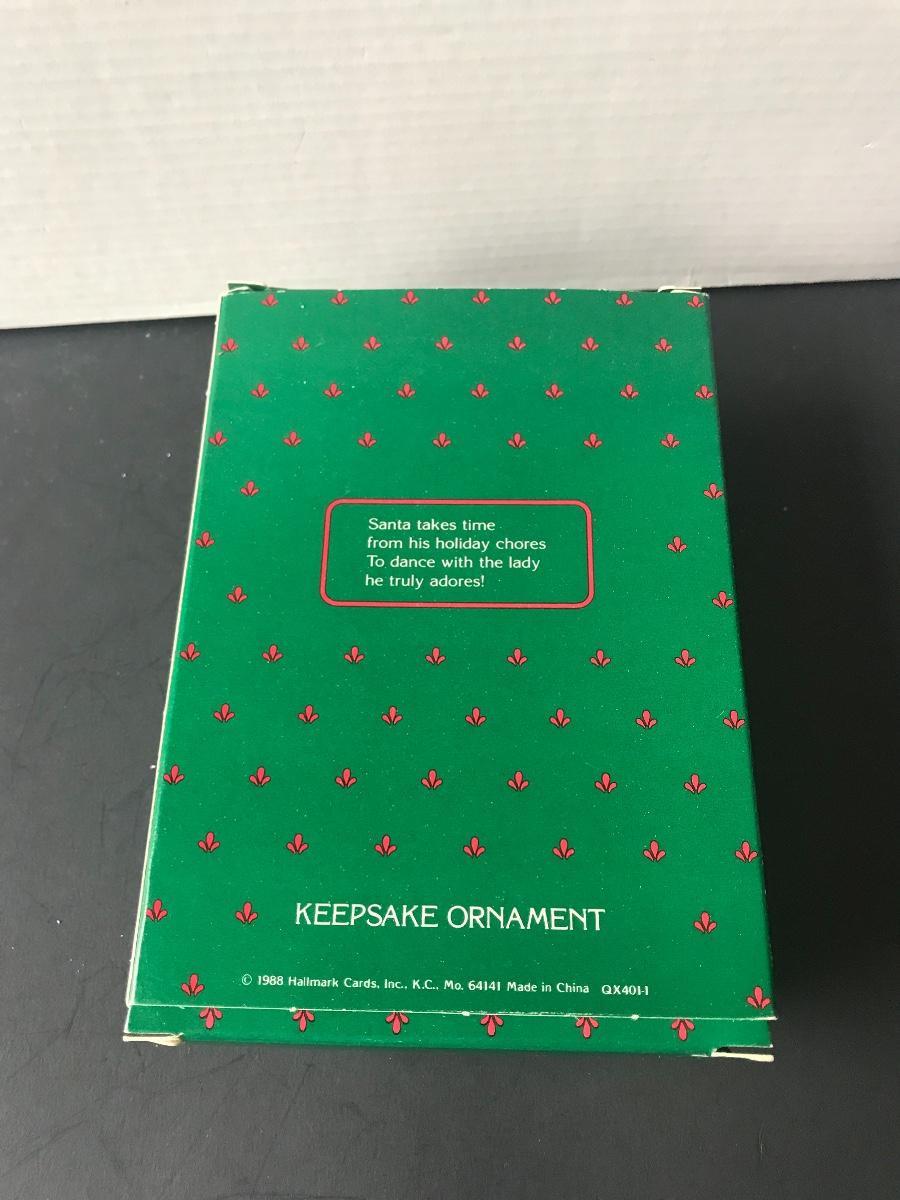 Santa takes time
from his holiday chores
To dance with the lady
he truly adores!
KEEPSAKE ORNAMENT
© 1988 Hallmark Cards, Inc., K.C., Mo. 64141 Made in China QX401-1